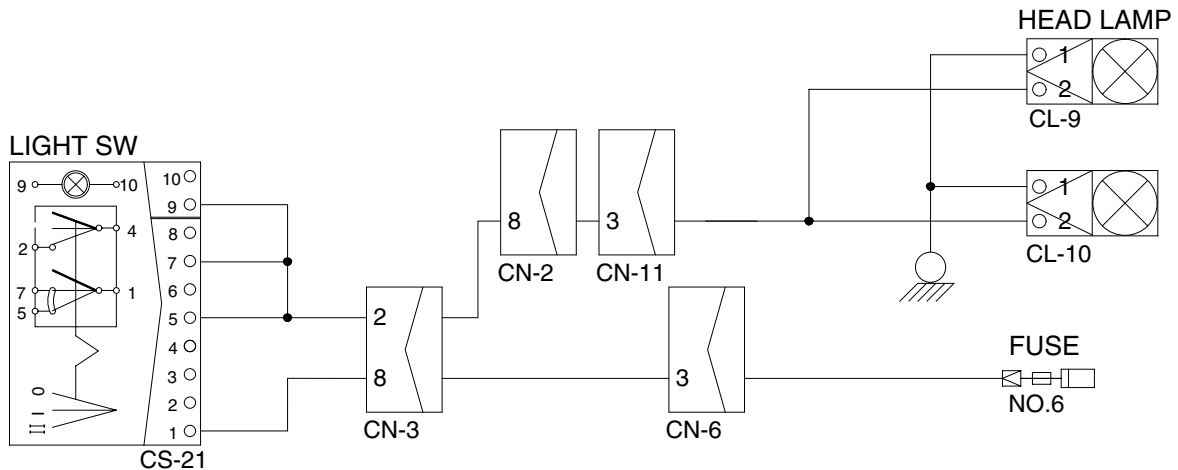 HEAD LAMP
1
2
CL-9
LIGHT SW
9
10
10
9
8
7
6
5
4
3
2
1
4
2
7
1
5
0
I
II
CS-21
2
8
CN-3
8
CN-2
3
CN-11
3
CN-6
1
2
CL-10
FUSE
NO.6